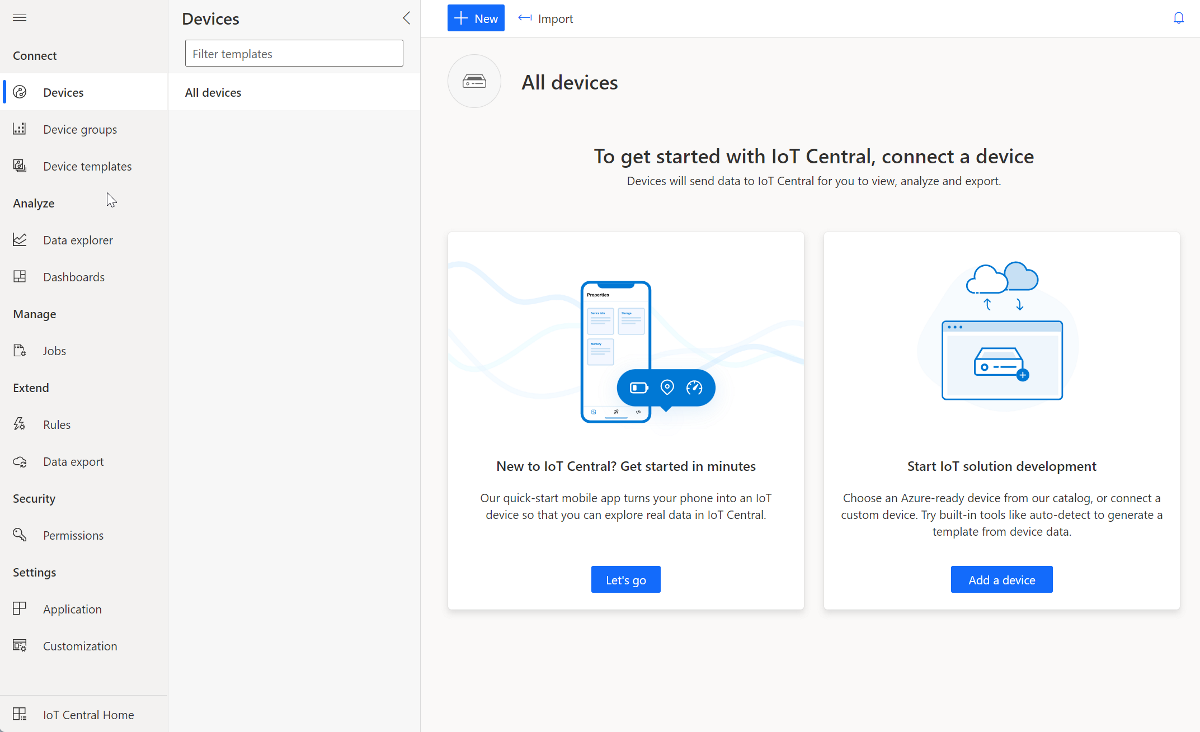 Connect
Devices
Device groups
Device templates
Analyze
Data explorer
Dashboards
Manage
Jobs
Extend
Rules
Data export
Security
Permissions
Settings
Application
Customization
IoT Central Home
Devices
Filter templates
All devices
New
Import
All devices
To get started with IoT Central, connect a device
Devices will send data to IoT Central for you to view, analyze and export.
Properties
New to IoT Central? Get started in minutes
Our quick-start mobile app turns your phone into an IoT
device so that you can explore real data in IoT Central.
Let's go
Start IoT solution development
Choose an Azure-ready device from our catalog, or connect a
custom device. Try built-in tools like auto-detect to generate a
template from device data.
Add a device